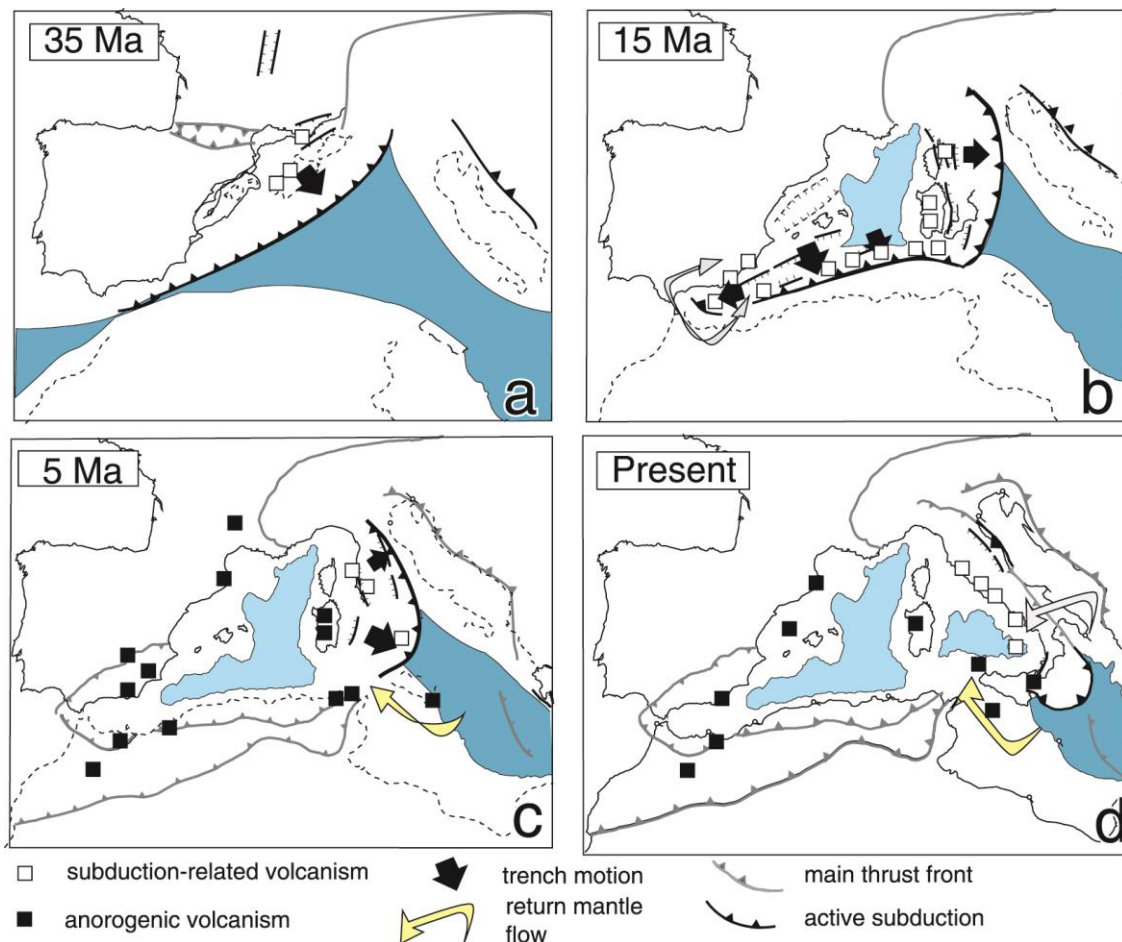 35 Ma
a
15 Ma
b
5 Ma
c
Present
d
subduction-related volcanism
anorogenic volcanism
trench motion
return mantle
flow
main thrust front
active subduction